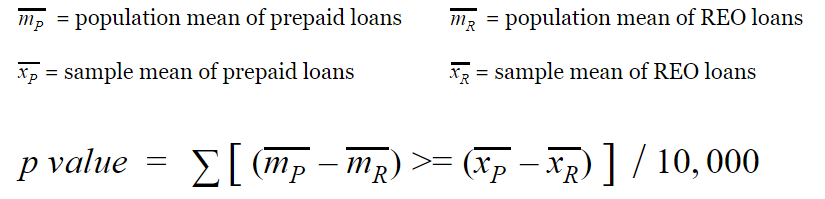 m̅_P = population mean of prepaid loans m̅_R = population mean of REO loans
x̅_P = sample mean of prepaid loans x̅_R = sample mean of REO loans
p value = ∑[ (m̅_P – m̅_R) >= (x̅_P – x̅_R) ] / 10,000